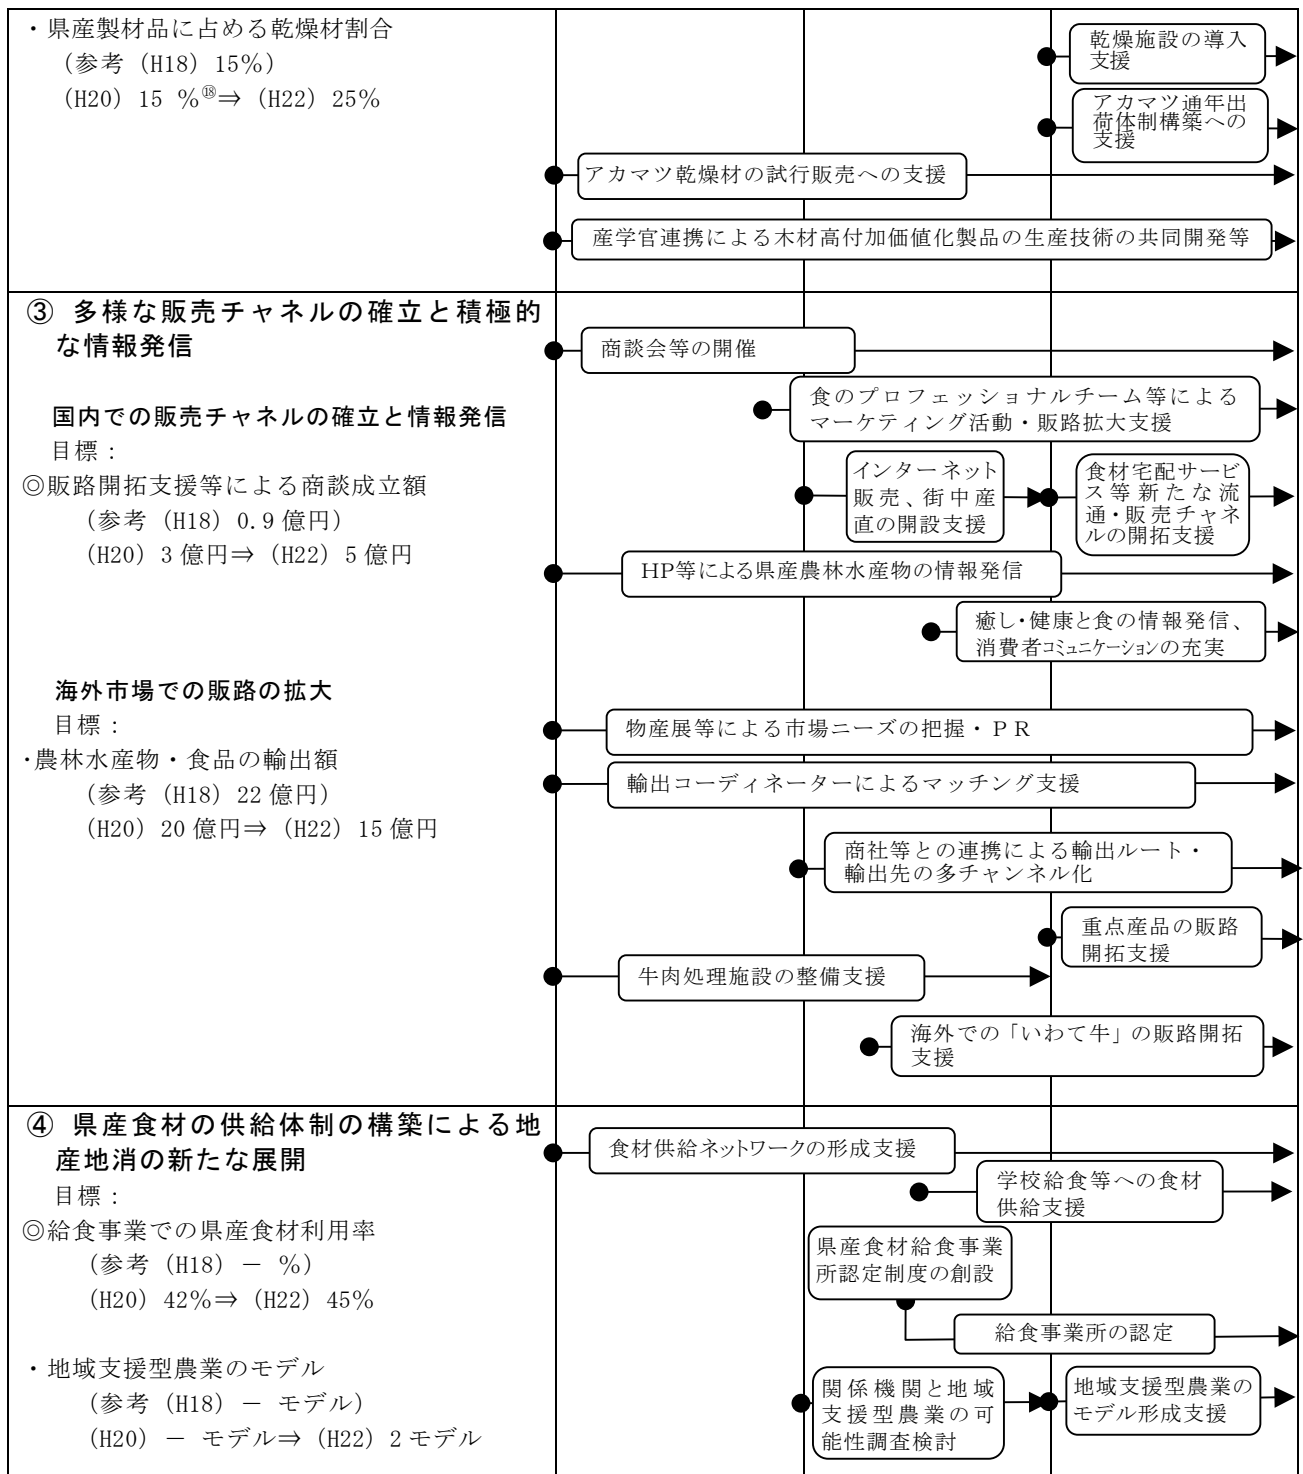 ・県産製材品に占める乾燥材割合
（参考（H18）15％）
（H20）15 ％⑱⇒（H22）25％
乾燥施設の導入
支援
アカマツ通年出
荷体制構築への
支援
アカマツ乾燥材の試行販売への支援
産学官連携による木材高付加価値化製品の生産技術の共同開発等
③ 多様な販売チャネルの確立と積極的
な情報発信
国内での販売チャネルの確立と情報発信
目標：
◎販路開拓支援等による商談成立額
（参考（H18）0.9 億円）
（H20）3 億円⇒（H22）5 億円
商談会等の開催
食のプロフェッショナルチーム等による
マーケティング活動・販路拡大支援
インターネット
販売、街中産
直の開設支援
食材宅配サービ
ス等新たな流
通・販売チャネ
ルの開拓支援
HP等による県産農林水産物の情報発信
癒し・健康と食の情報発信、
消費者コミュニケーションの充実
海外市場での販路の拡大
目標：
・農林水産物・食品の輸出額
（参考（H18）22 億円）
（H20）20 億円⇒（H22）15 億円
物産展等による市場ニーズの把握・ＰＲ
輸出コーディネーターによるマッチング支援
商社等との連携による輸出ルート・
輸出先の多チャンネル化
重点産品の販路
開拓支援
牛肉処理施設の整備支援
海外での「いわて牛」の販路開拓
支援
④ 県産食材の供給体制の構築による地
産地消の新たな展開
目標：
◎給食事業での県産食材利用率
（参考（H18）－ ％）
（H20）42％⇒（H22）45％
食材供給ネットワークの形成支援
学校給食等への食材
供給支援
県産食材給食事業
所認定制度の創設
給食事業所の認定
・地域支援型農業のモデル
（参考（H18）－ モデル）
（H20）－ モデル⇒（H22）2 モデル
関係機関と地域
支援型農業の可
能性調査検討
地域支援型農業の
モデル形成支援